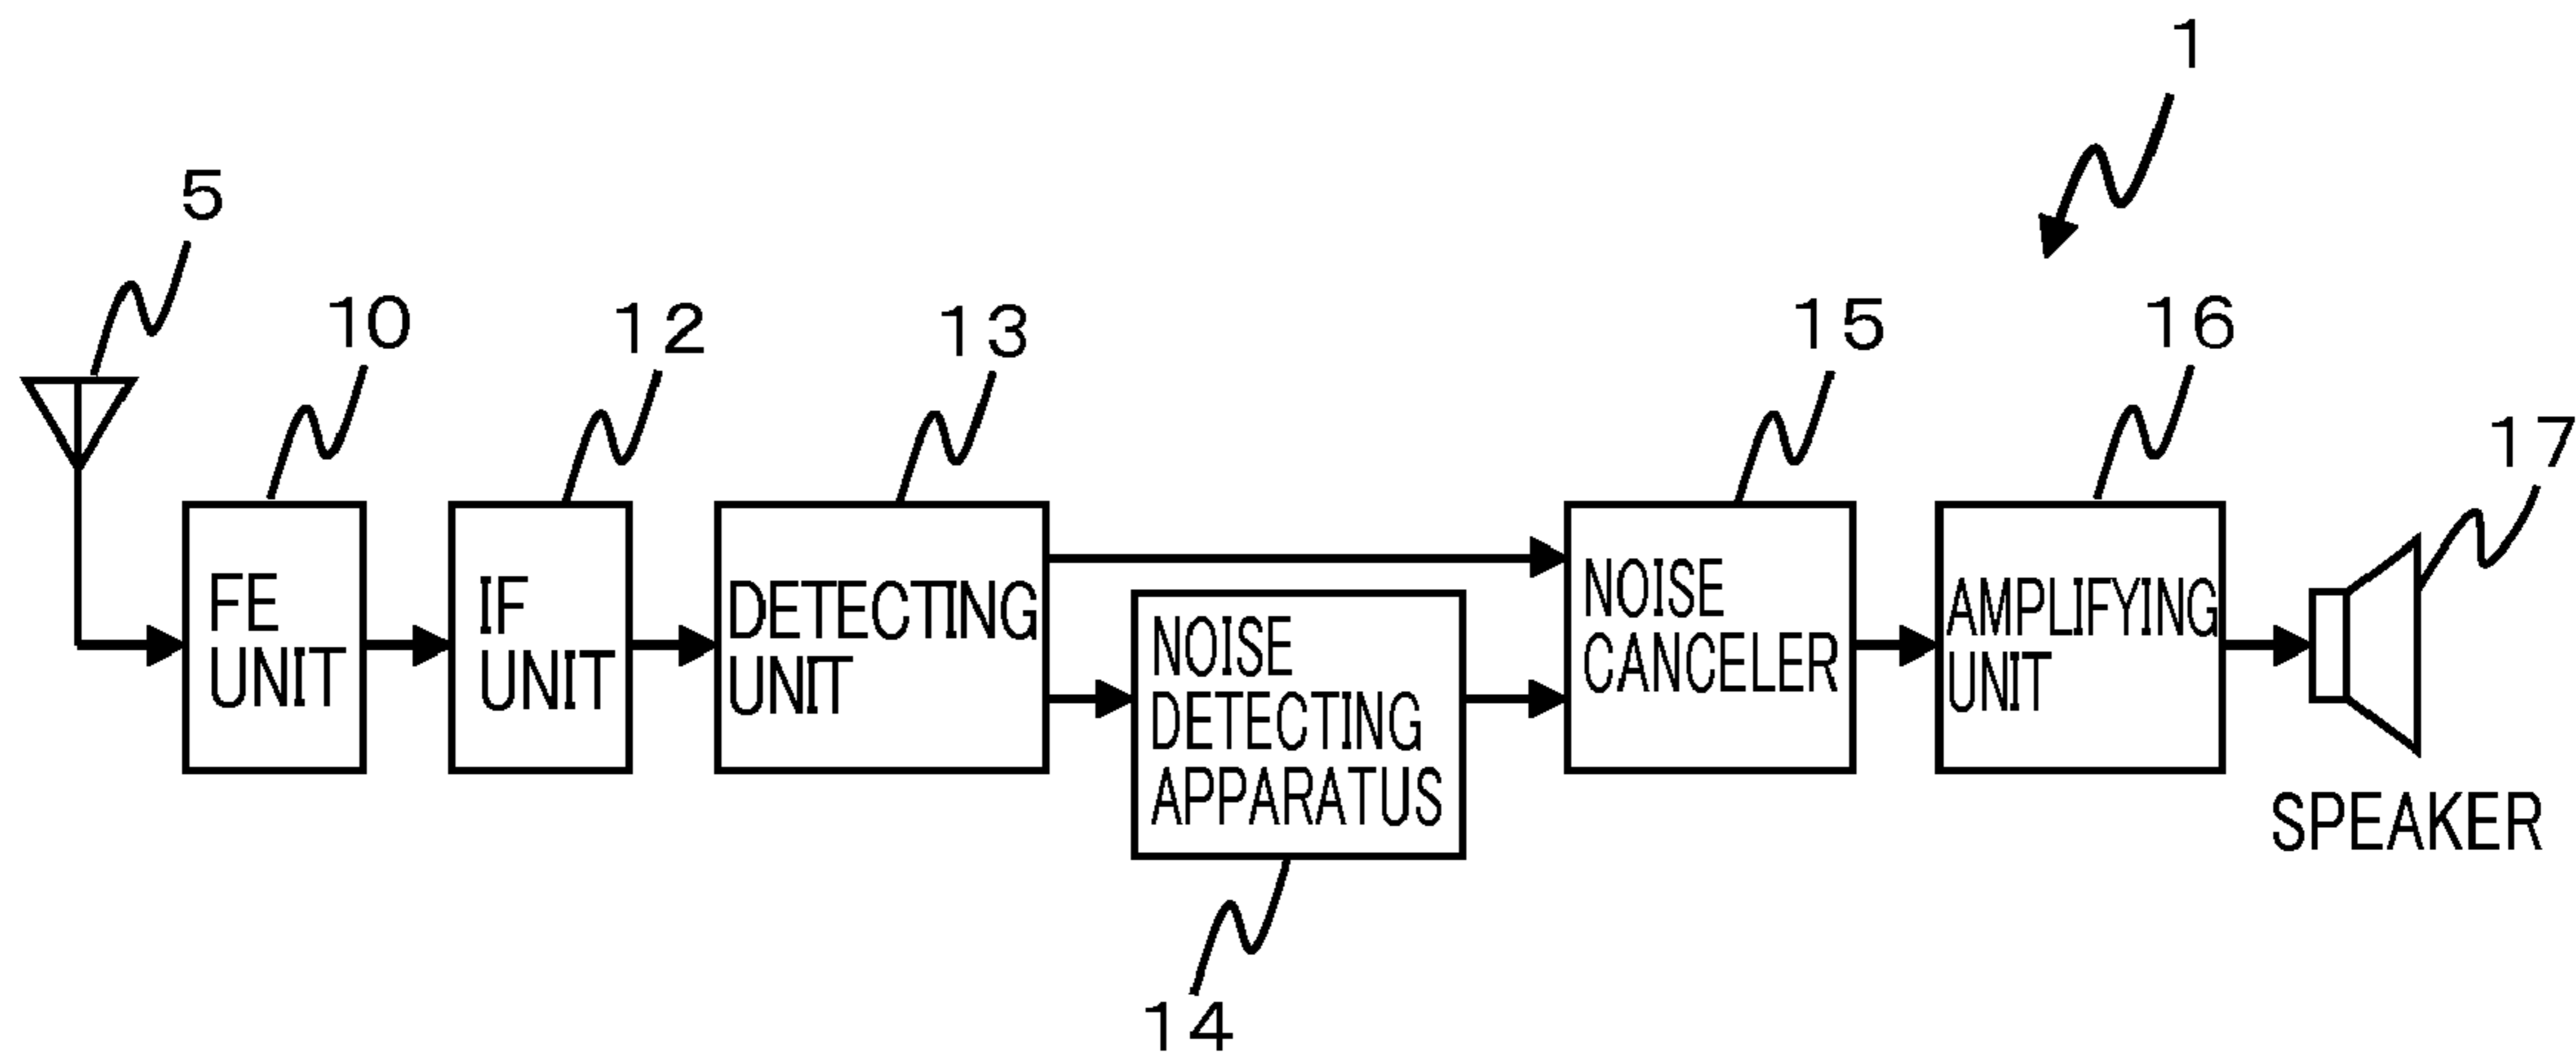 1
5
10
12
13
15
16
17
FE
UNIT
IF
UNIT
DETECTING
UNIT
NOISE
DETECTING
APPARATUS
NOISE
CANCELER
AMPLIFYING
UNIT
SPEAKER
14